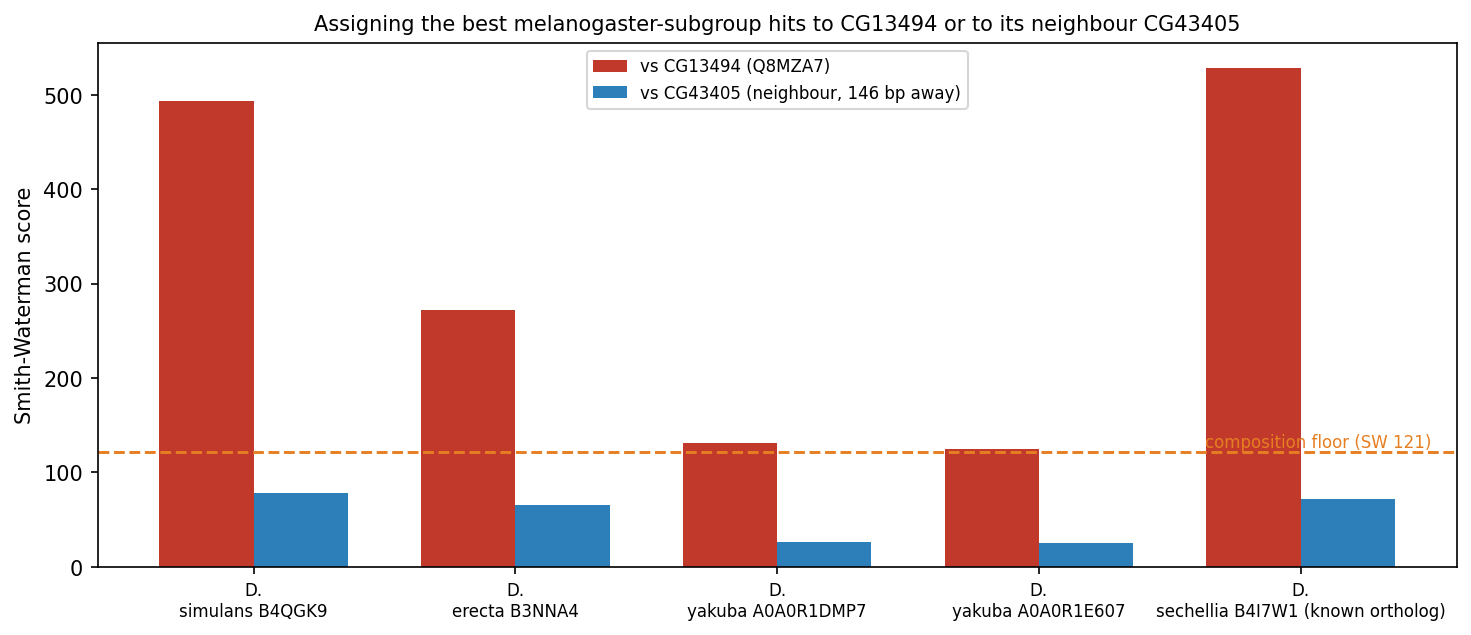 Assigning the best melanogaster-subgroup hits to CG13494 or to its neighbour CG43405
vs CG13494 (Q8MZA7)
vs CG43405 (neighbour, 146 bp away)
Smith-Waterman score
500
400
300
200
100
0
composition floor (SW 121)
D.
simulans B4QGK9
D.
erecta B3NNA4
D.
yakuba A0A0R1DMP7
D.
yakuba A0A0R1E607
D.
sechellia B4I7W1 (known ortholog)